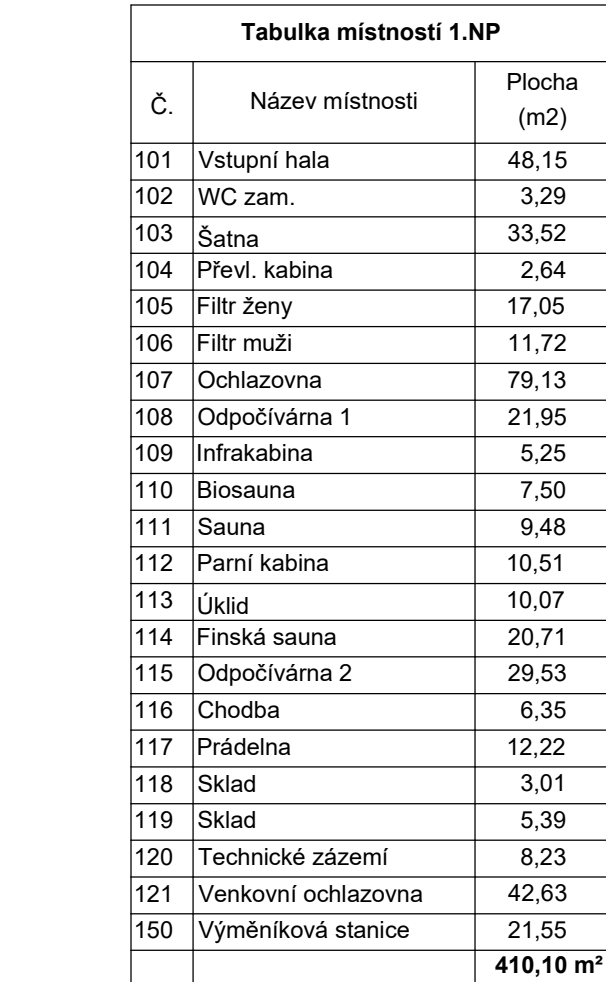 Tabulka místností 1.NP
Č. Název místnosti Plocha (m2)
101 Vstupní hala 48,15
102 WC zam. 3,29
103 Šatna 33,52
104 Převl. kabina 2,64
105 Filtr ženy 17,05
106 Filtr muži 11,72
107 Ochlazovna 79,13
108 Odpočívárna 1 21,95
109 Infrakabina 5,25
110 Biosauna 7,50
111 Sauna 9,48
112 Parní kabina 10,51
113 Úklid 10,07
114 Finská sauna 20,71
115 Odpočívárna 2 29,53
116 Chodba 6,35
117 Prádelna 12,22
118 Sklad 3,01
119 Sklad 5,39
120 Technické zázemí 8,23
121 Venkovní ochlazovna 42,63
150 Výměníková stanice 21,55
410,10 m²